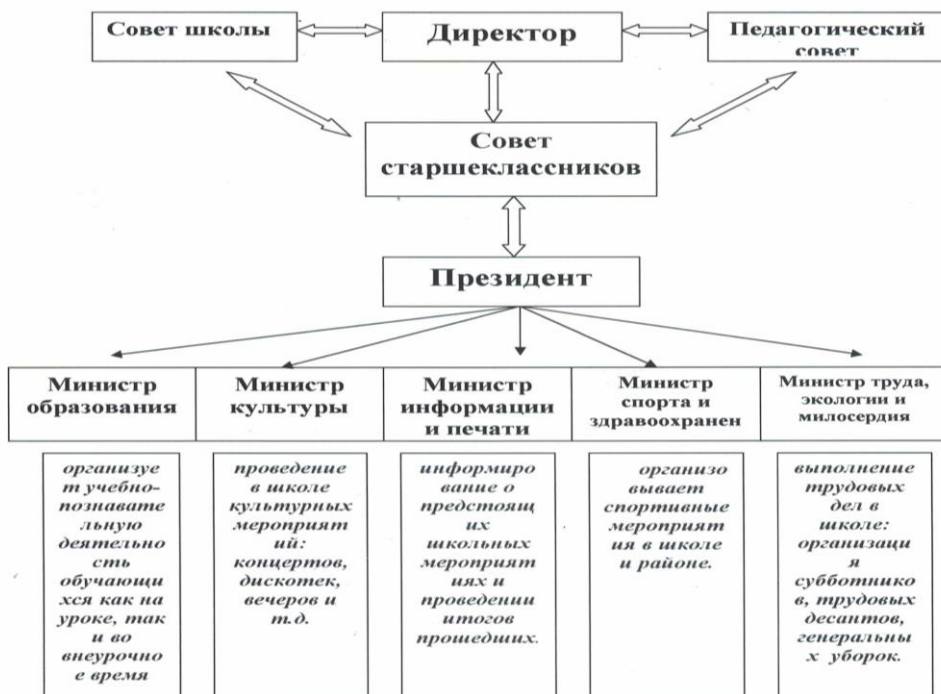 Совет школы
Директор
Педагогический
совет
Совет
старшеклассников
Президент
Министр
образования
Министр
культуры
Министр
информации
и печати
Министр
спорта и
здравоохранен
Министр труда,
экологии и
милосердия
организуе
т учебно-
познавате
льную
деятельно
сть
обучающи
хся как на
уроке, так
и во
внеурочно
е время
проведение
в школе
культурных
мероприят
ий:
концертов,
дискотек,
вечеров и
т.д.
информиро
вание о
предстоящ
их
школьных
мероприят
иях и
проведении
итогов
прошедших.
организо
вывает
спортивные
мероприят
ия в школе
и районе.
выполнение
трудовых
дел в
школе:
организаци
я
субботнико
в, трудовых
десантов,
генеральны
х уборок.